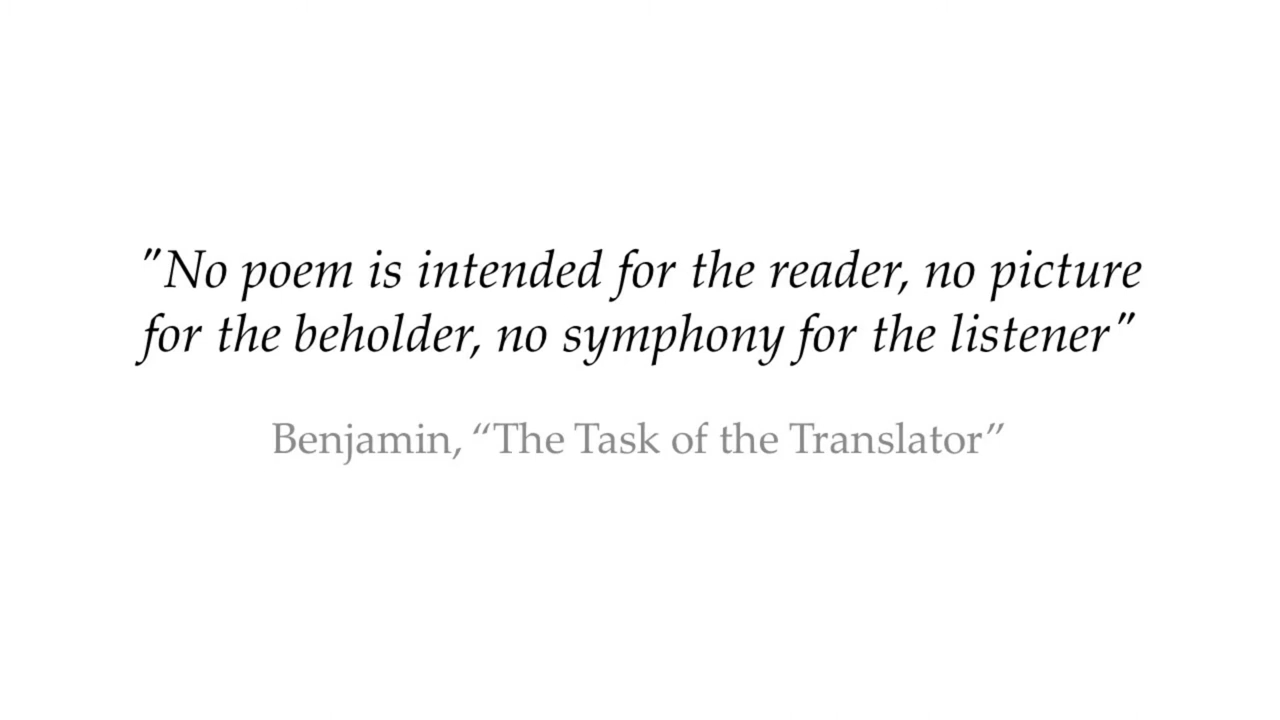 "No poem is intended for the reader, no picture
for the beholder, no symphony for the listener"
Benjamin, “The Task of the Translator”